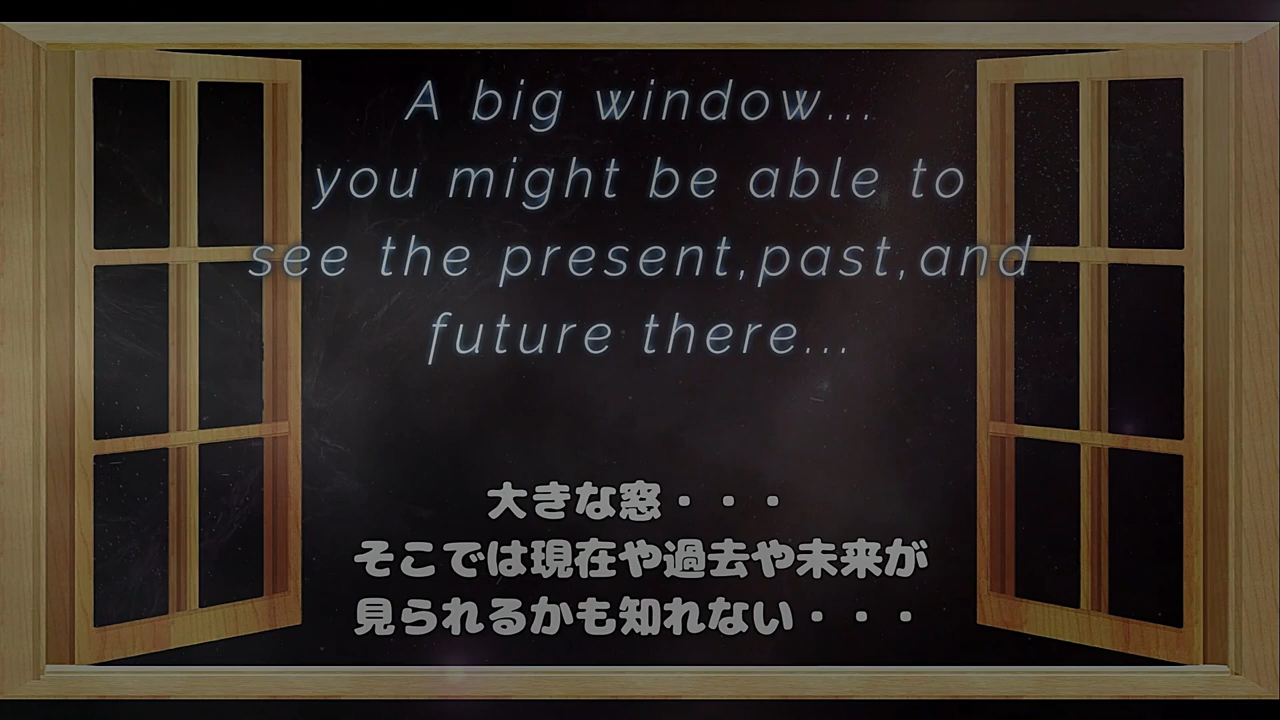 A big window...
you might be able to
see the present,past,and
future there...
大きな窓・・・
そこでは現在や過去や未来が
見られるかも知れない・・・